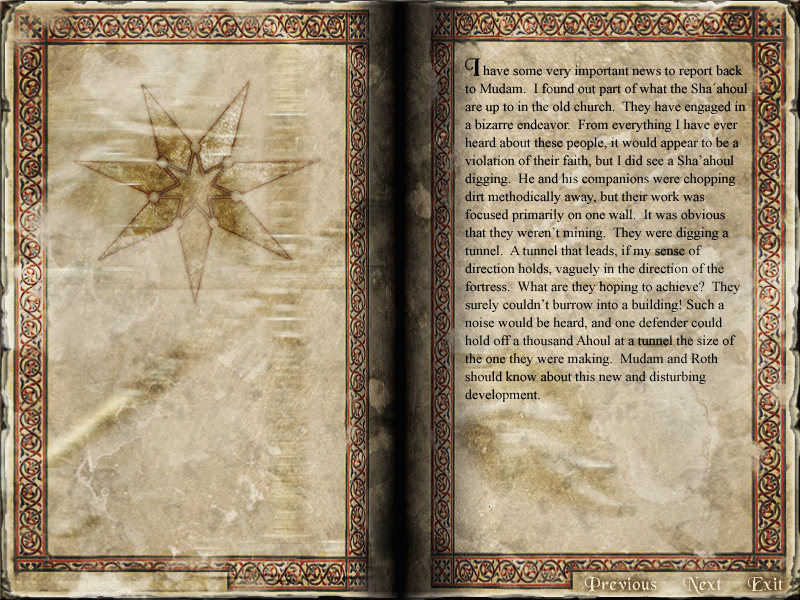 I have some very important news to report back
to Mudam.  I found out part of what the Sha'ahoul
are up to in the old church.  They have engaged in
a bizarre endeavor.  From everything I have ever
heard about these people, it would appear to be a
violation of their faith, but I did see a Sha'ahoul
digging.  He and his companions were chopping
dirt methodically away, but their work was
focused primarily on one wall.  It was obvious
that they weren't mining.  They were digging a
tunnel.  A tunnel that leads, if my sense of
direction holds, vaguely in the direction of the
fortress.  What are they hoping to achieve?  They
surely couldn't burrow into a building! Such a
noise would be heard, and one defender could
hold off a thousand Ahoul at a tunnel the size of
the one they were making.  Mudam and Roth
should know about this new and disturbing
development.
Previous Next Exit